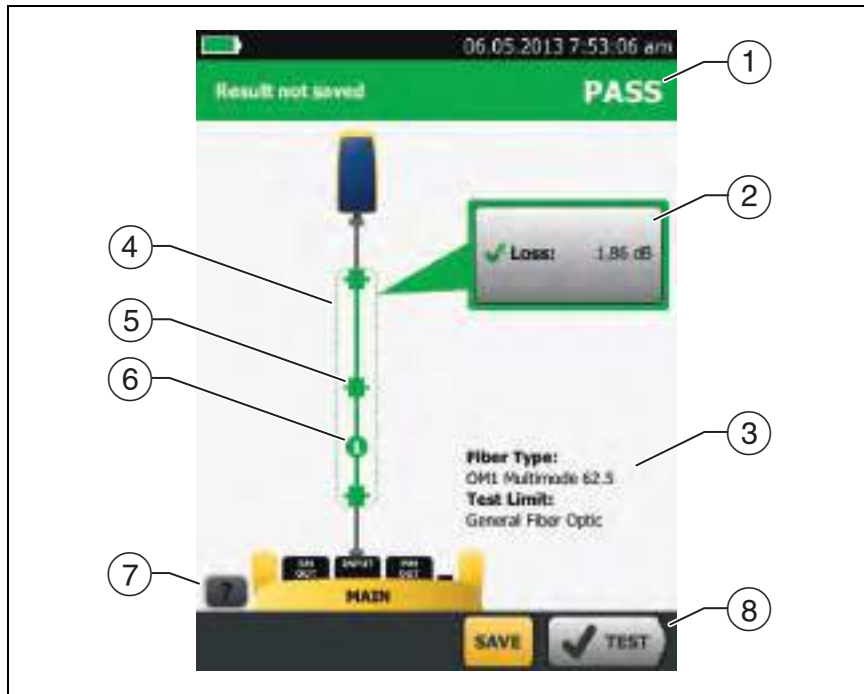 06.05.2013 7:53:06 am
1
Result not saved
PASS
2
Loss: 1.86 dB
4
5
6
1
3
Fiber Type:
OM1 Multimode 62.5
Test Limit:
General Fiber Optic
7
?
INPUT
MAIN
8
SAVE
TEST